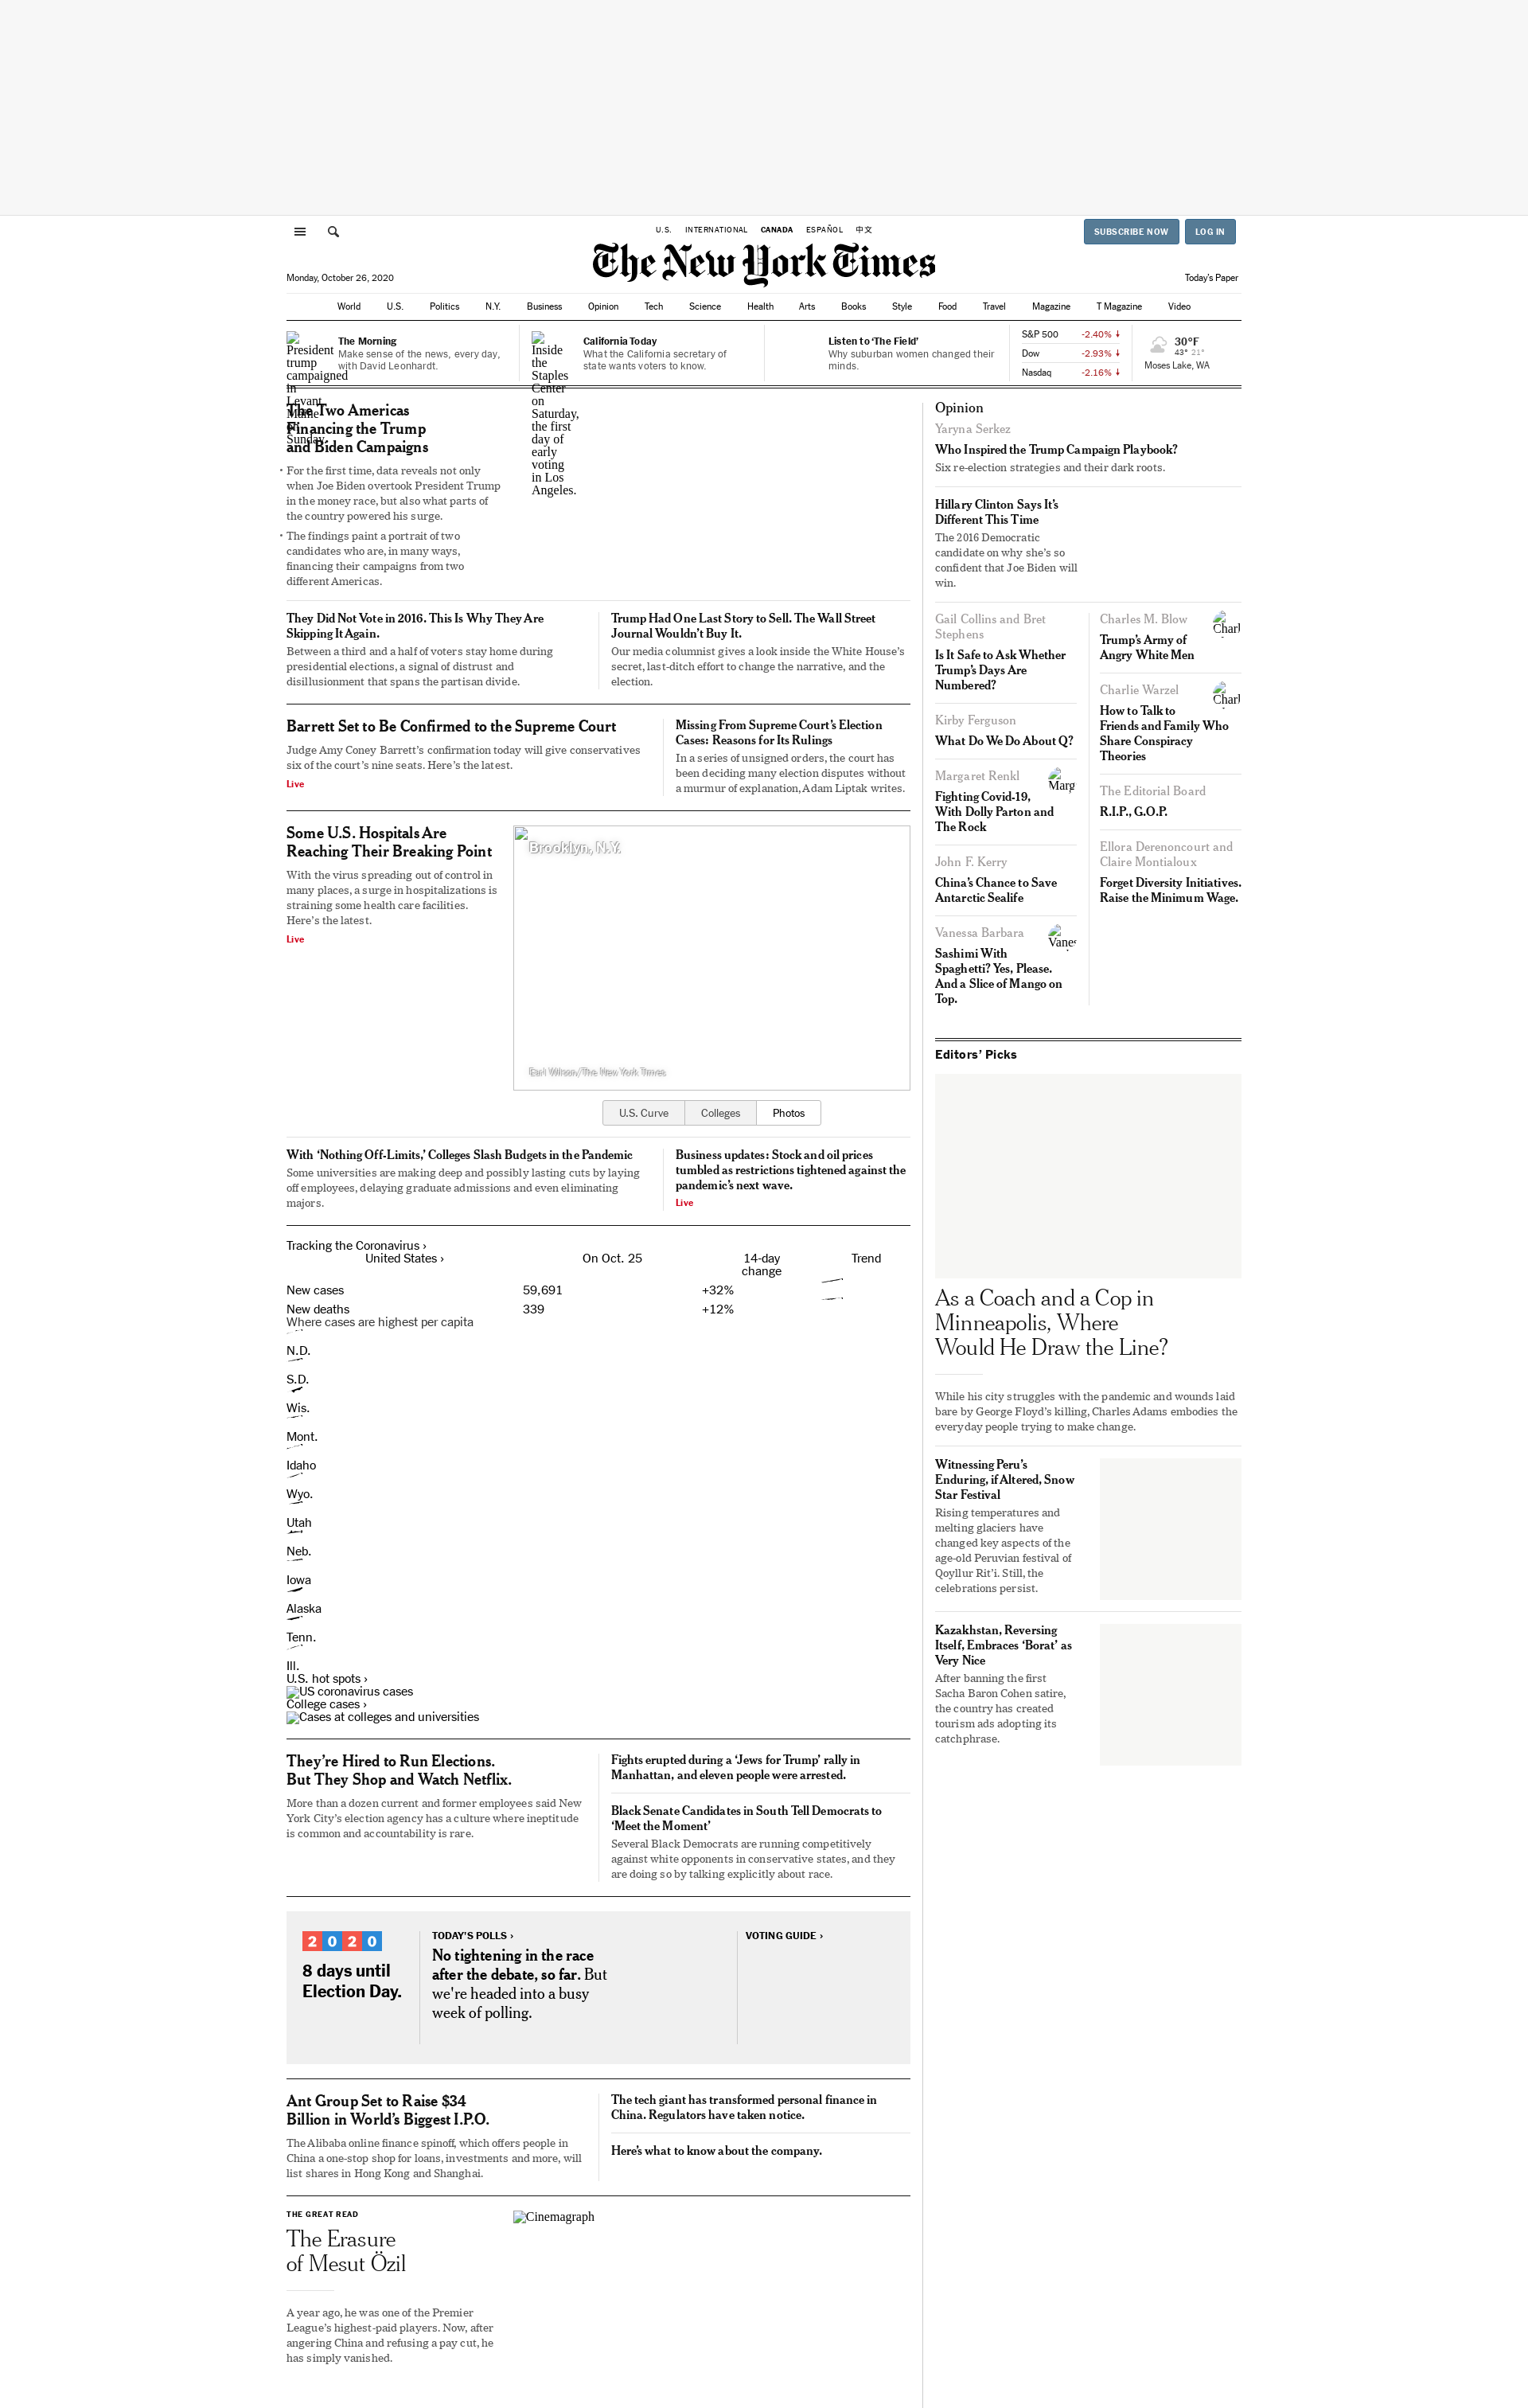 U.S.
INTERNATIONAL
CANADA
ESPAÑOL
中文
SUBSCRIBE NOW
LOG IN
The New York Times
Monday, October 26, 2020
Today's Paper
World
U.S.
Politics
N.Y.
Business
Opinion
Tech
Science
Health
Arts
Books
Style
Food
Travel
Magazine
T Magazine
Video
President
trump
campaigned
in
Levant,
Maine
on
Sunday.
The Morning
Make sense of the news, every day,
with David Leonhardt.
Inside
the
Staples
Center
on
Saturday,
the first
day of
early
voting
in Los
Angeles.
California Today
What the California secretary of
state wants voters to know.
Listen to ‘The Field’
Why suburban women changed their
minds.
S&P 500 -2.40% ↓
Dow -2.93% ↓
Nasdaq -2.16% ↓
30°F
43° 21°
Moses Lake, WA
The Two Americas
Financing the Trump
and Biden Campaigns
• For the first time, data reveals not only
when Joe Biden overtook President Trump
in the money race, but also what parts of
the country powered his surge.
• The findings paint a portrait of two
candidates who are, in many ways,
financing their campaigns from two
different Americas.
They Did Not Vote in 2016. This Is Why They Are
Skipping It Again.
Between a third and a half of voters stay home during
presidential elections, a signal of distrust and
disillusionment that spans the partisan divide.
Trump Had One Last Story to Sell. The Wall Street
Journal Wouldn’t Buy It.
Our media columnist gives a look inside the White House’s
secret, last-ditch effort to change the narrative, and the
election.
Barrett Set to Be Confirmed to the Supreme Court
Judge Amy Coney Barrett’s confirmation today will give conservatives
six of the court’s nine seats. Here’s the latest.
Live
Missing From Supreme Court’s Election
Cases: Reasons for Its Rulings
In a series of unsigned orders, the court has
been deciding many election disputes without
a murmur of explanation, Adam Liptak writes.
Some U.S. Hospitals Are
Reaching Their Breaking Point
With the virus spreading out of control in
many places, a surge in hospitalizations is
straining some health care facilities.
Here’s the latest.
Live
Brooklyn, N.Y.
Earl Wilson/The New York Times
U.S. Curve
Colleges
Photos
With ‘Nothing Off-Limits,’ Colleges Slash Budgets in the Pandemic
Some universities are making deep and possibly lasting cuts by laying
off employees, delaying graduate admissions and even eliminating
majors.
Business updates: Stock and oil prices
tumbled as restrictions tightened against the
pandemic’s next wave.
Live
Tracking the Coronavirus ›
United States › On Oct. 25 14-day
change Trend
New cases 59,691 +32%
New deaths 339 +12%
Where cases are highest per capita
N.D.
S.D.
Wis.
Mont.
Idaho
Wyo.
Utah
Neb.
Iowa
Alaska
Tenn.
Ill.
U.S. hot spots ›
US coronavirus cases
College cases ›
Cases at colleges and universities
They’re Hired to Run Elections.
But They Shop and Watch Netflix.
More than a dozen current and former employees said New
York City’s election agency has a culture where ineptitude
is common and accountability is rare.
Fights erupted during a ‘Jews for Trump’ rally in
Manhattan, and eleven people were arrested.
Black Senate Candidates in South Tell Democrats to
‘Meet the Moment’
Several Black Democrats are running competitively
against white opponents in conservative states, and they
are doing so by talking explicitly about race.
2020
8 days until
Election Day.
TODAY’S POLLS ›
No tightening in the race
after the debate, so far. But
we're headed into a busy
week of polling.
VOTING GUIDE ›
Ant Group Set to Raise $34
Billion in World’s Biggest I.P.O.
The Alibaba online finance spinoff, which offers people in
China a one-stop shop for loans, investments and more, will
list shares in Hong Kong and Shanghai.
The tech giant has transformed personal finance in
China. Regulators have taken notice.
Here’s what to know about the company.
THE GREAT READ
The Erasure
of Mesut Özil
A year ago, he was one of the Premier
League’s highest-paid players. Now, after
angering China and refusing a pay cut, he
has simply vanished.
Cinemagraph
Opinion
Yaryna Serkez
Who Inspired the Trump Campaign Playbook?
Six re-election strategies and their dark roots.
Hillary Clinton Says It’s
Different This Time
The 2016 Democratic
candidate on why she’s so
confident that Joe Biden will
win.
Gail Collins and Bret
Stephens
Is It Safe to Ask Whether
Trump’s Days Are
Numbered?
Kirby Ferguson
What Do We Do About Q?
Margaret Renkl
Marg
Fighting Covid-19,
With Dolly Parton and
The Rock
John F. Kerry
China’s Chance to Save
Antarctic Sealife
Vanessa Barbara
Vanes
Sashimi With
Spaghetti? Yes, Please.
And a Slice of Mango on
Top.
Charles M. Blow
Charl
Trump’s Army of
Angry White Men
Charlie Warzel
Charl
How to Talk to
Friends and Family Who
Share Conspiracy
Theories
The Editorial Board
R.I.P., G.O.P.
Ellora Derenoncourt and
Claire Montialoux
Forget Diversity Initiatives.
Raise the Minimum Wage.
Editors’ Picks
As a Coach and a Cop in
Minneapolis, Where
Would He Draw the Line?
While his city struggles with the pandemic and wounds laid
bare by George Floyd’s killing, Charles Adams embodies the
everyday people trying to make change.
Witnessing Peru’s
Enduring, if Altered, Snow
Star Festival
Rising temperatures and
melting glaciers have
changed key aspects of the
age-old Peruvian festival of
Qoyllur Rit’i. Still, the
celebrations persist.
Kazakhstan, Reversing
Itself, Embraces ‘Borat’ as
Very Nice
After banning the first
Sacha Baron Cohen satire,
the country has created
tourism ads adopting its
catchphrase.